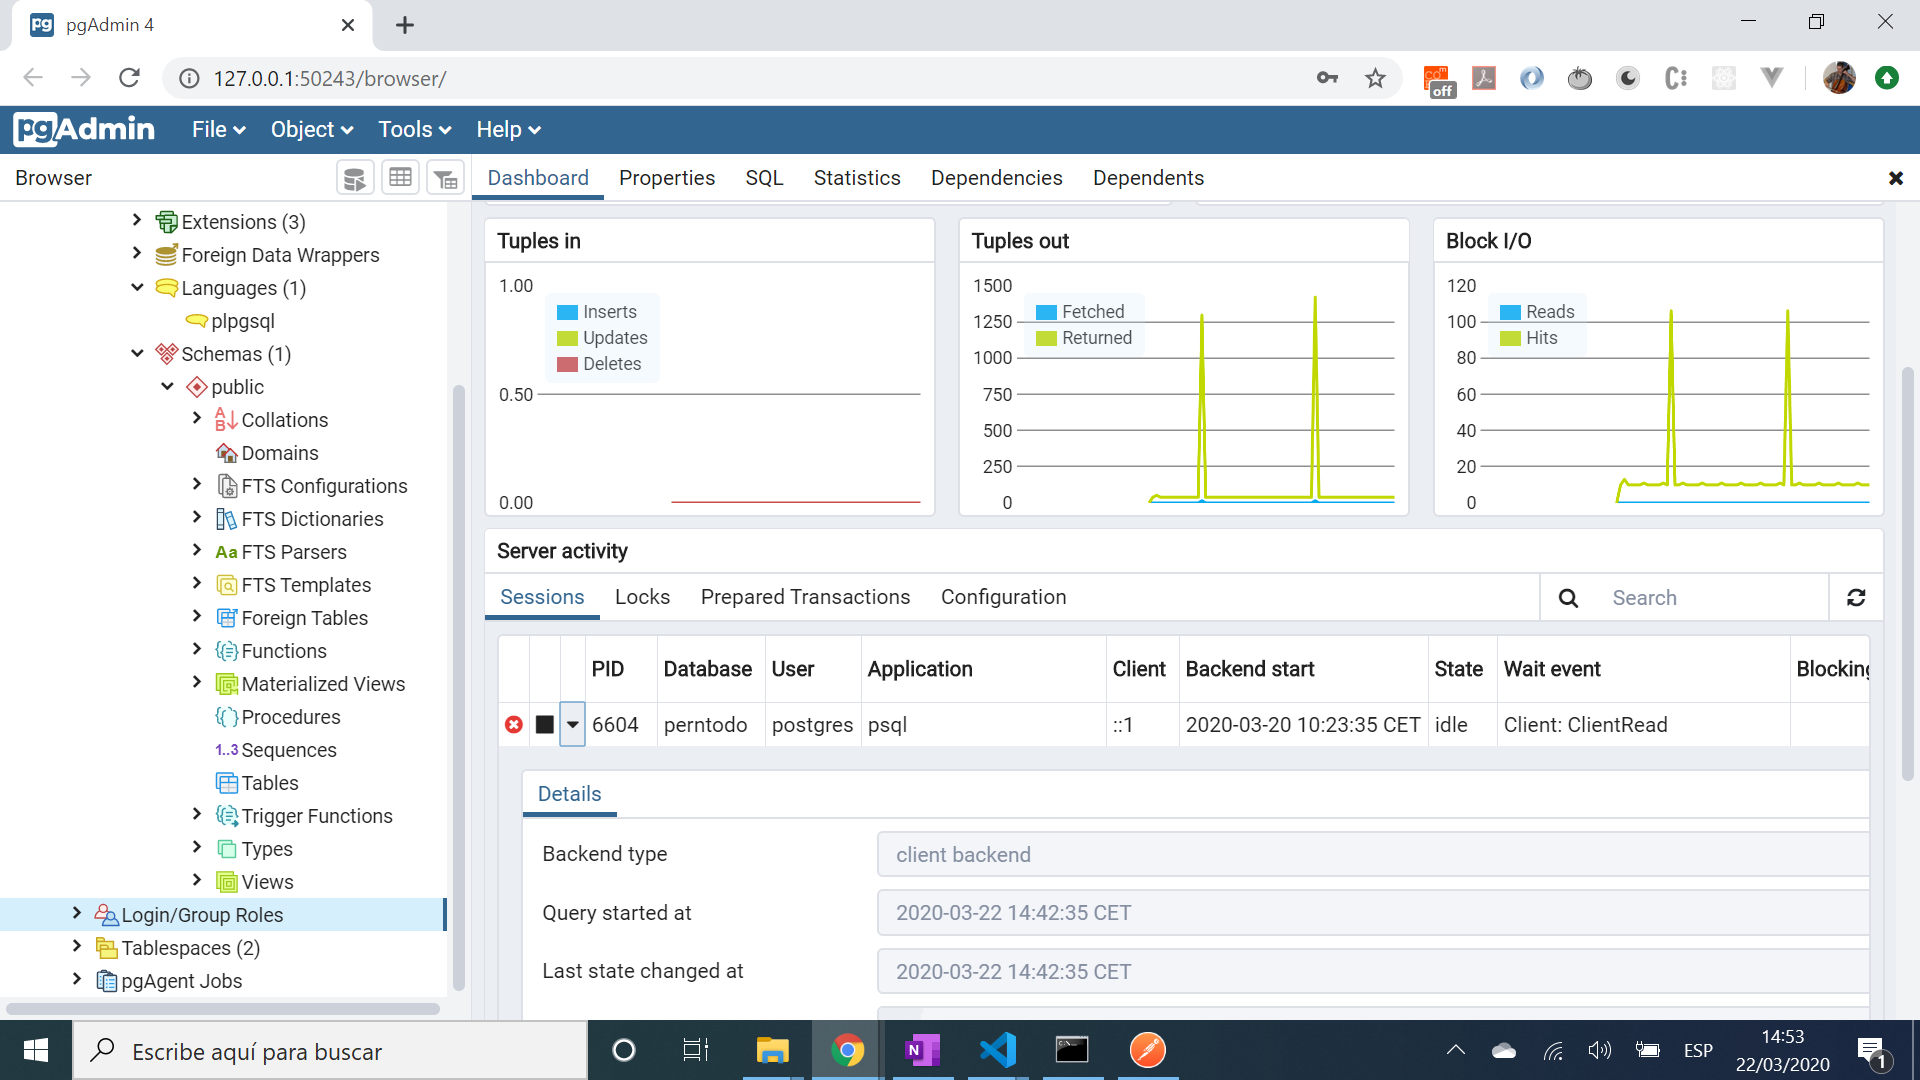 pgAdmin 4
127.0.0.1:50243/browser/
off
pgAdmin File Object Tools Help
Browser
Dashboard Properties SQL Statistics Dependencies Dependents
Extensions (3)
Foreign Data Wrappers
Languages (1)
plpgsql
Schemas (1)
public
Collations
Domains
FTS Configurations
FTS Dictionaries
Aa FTS Parsers
FTS Templates
Foreign Tables
Functions
Materialized Views
Procedures
1..3 Sequences
Tables
Trigger Functions
Types
Views
Login/Group Roles
Tablespaces (2)
pgAgent Jobs
Tuples in
1.00
Inserts
Updates
Deletes
0.50
0.00
Tuples out
1500
Fetched
1250
Returned
1000
750
500
250
0
Block I/O
120
Reads
100
Hits
80
60
40
20
0
Server activity
Sessions Locks Prepared Transactions Configuration Search
PID Database User Application Client Backend start State Wait event Blocking
6604 perntodo postgres psql ::1 2020-03-20 10:23:35 CET idle Client: ClientRead
Details
Backend type client backend
Query started at 2020-03-22 14:42:35 CET
Last state changed at 2020-03-22 14:42:35 CET
Escribe aquí para buscar
ESP
14:53
22/03/2020
1